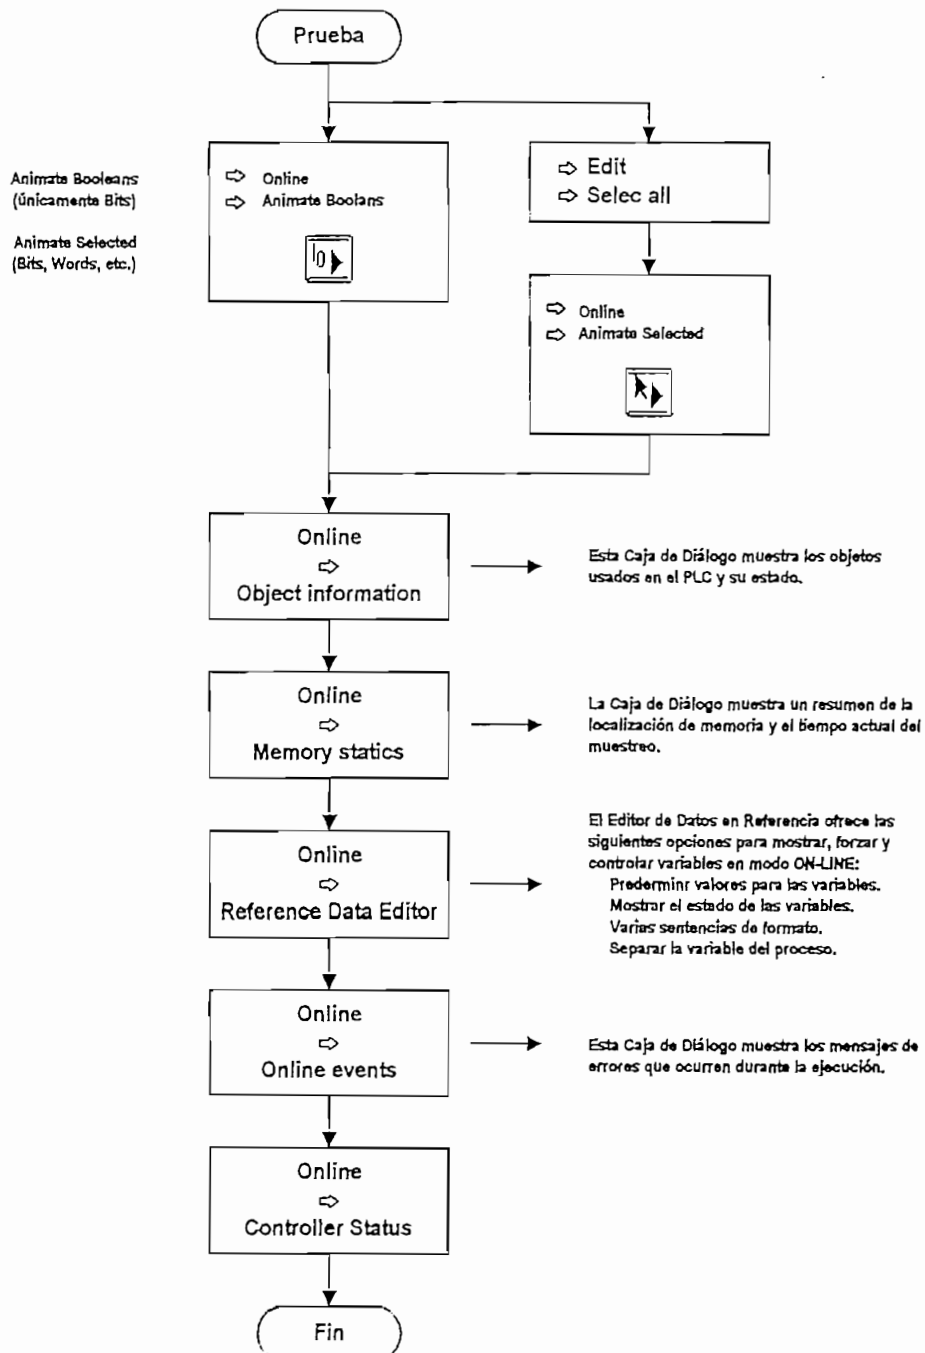 Prueba
Animate Booleans
(únicamente Bits)
Animate Selected
(Bits, Words, etc.)
⇨ Online
⇨ Animate Boolans
⇨ Edit
⇨ Selec all
⇨ Online
⇨ Animate Selected
Online
⇨
Object information
Esta Caja de Diálogo muestra los objetos
usados en el PLC y su estado.
Online
⇨
Memory statics
La Caja de Diálogo muestra un resumen de la
localización de memoria y el tiempo actual del
muestreo.
Online
⇨
Reference Data Editor
El Editor de Datos en Referencia ofrece las
siguientes opciones para mostrar, forzar y
controlar variables en modo ON-LINE:
Prederminr valores para las variables.
Mostrar el estado de las variables.
Varias sentencias de formato.
Separar la variable del proceso.
Online
⇨
Online events
Esta Caja de Diálogo muestra los mensajes de
errores que ocurren durante la ejecución.
Online
⇨
Controller Status
Fin